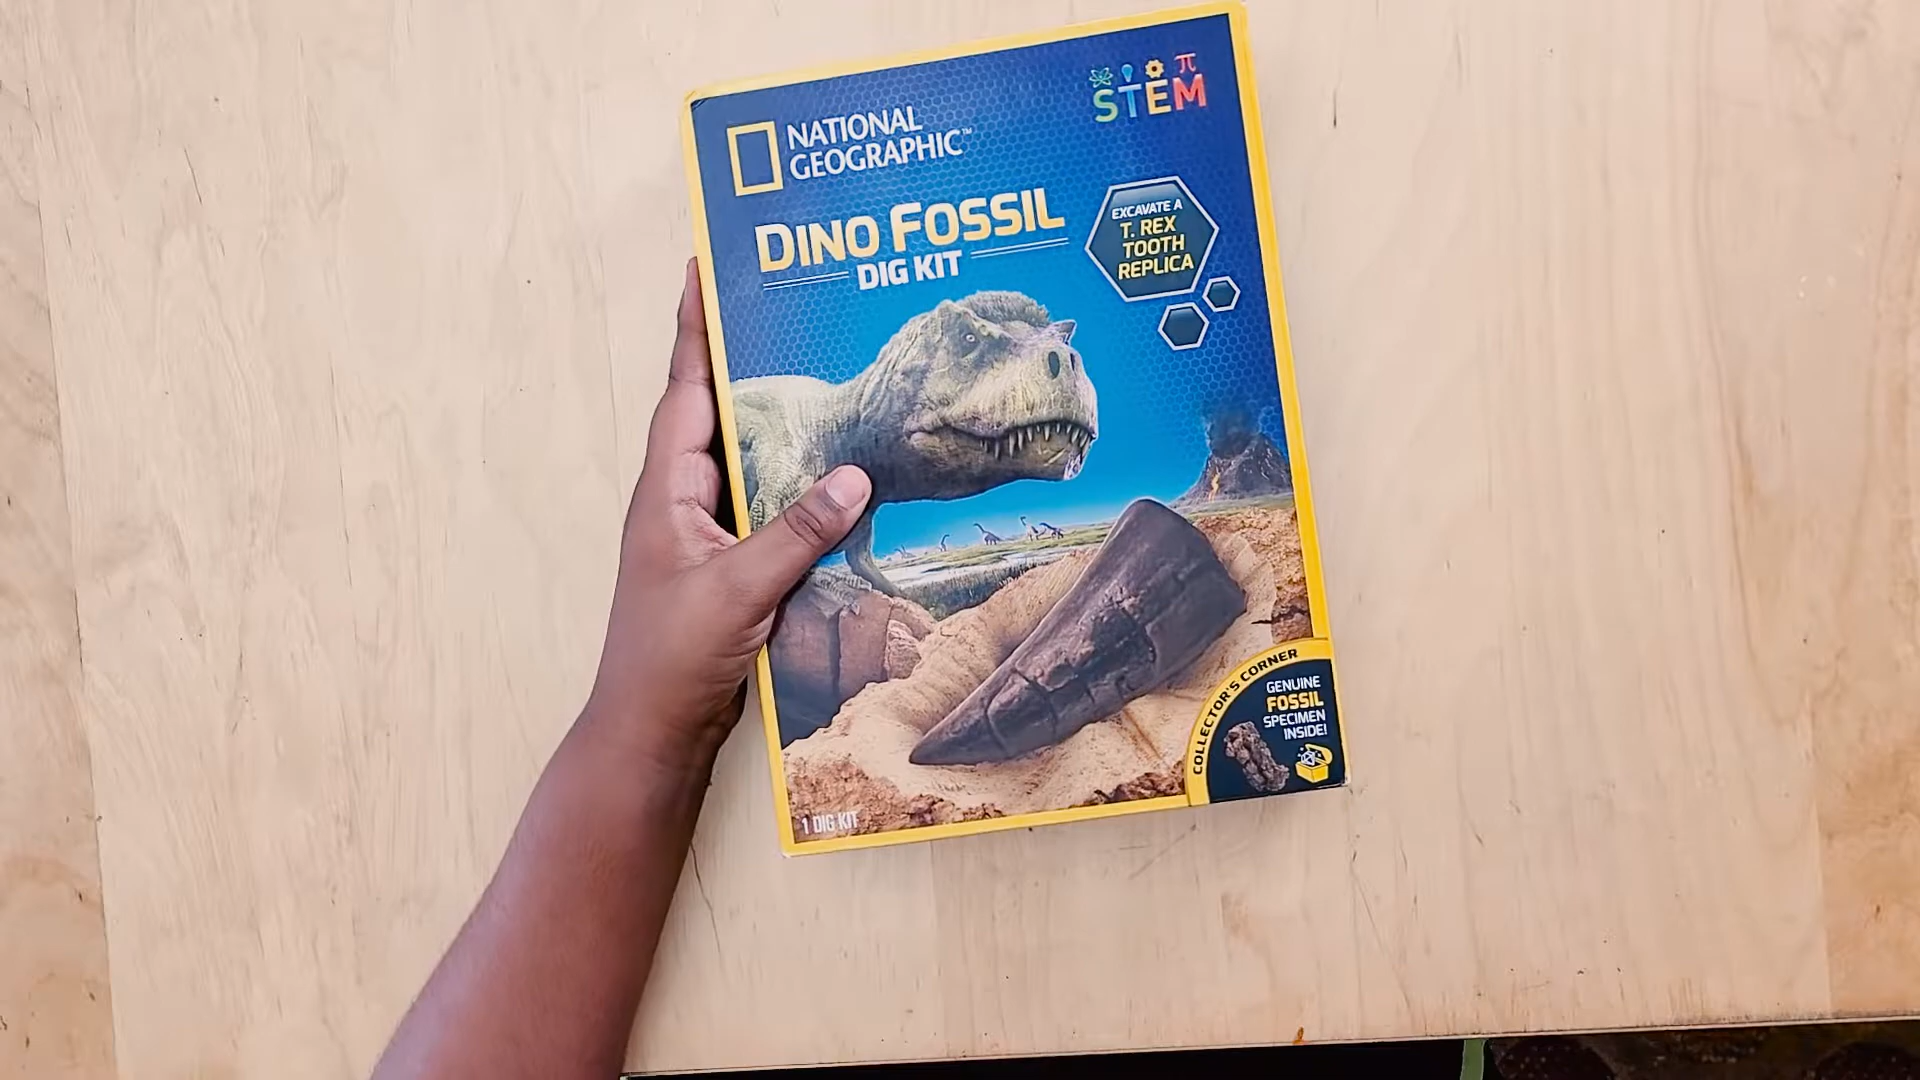 STEM
NATIONAL
GEOGRAPHIC™
DINO FOSSIL
DIG KIT
EXCAVATE A
T. REX
TOOTH
REPLICA
COLLECTOR'S CORNER
GENUINE
FOSSIL
SPECIMEN
INSIDE!
1 DIG KIT